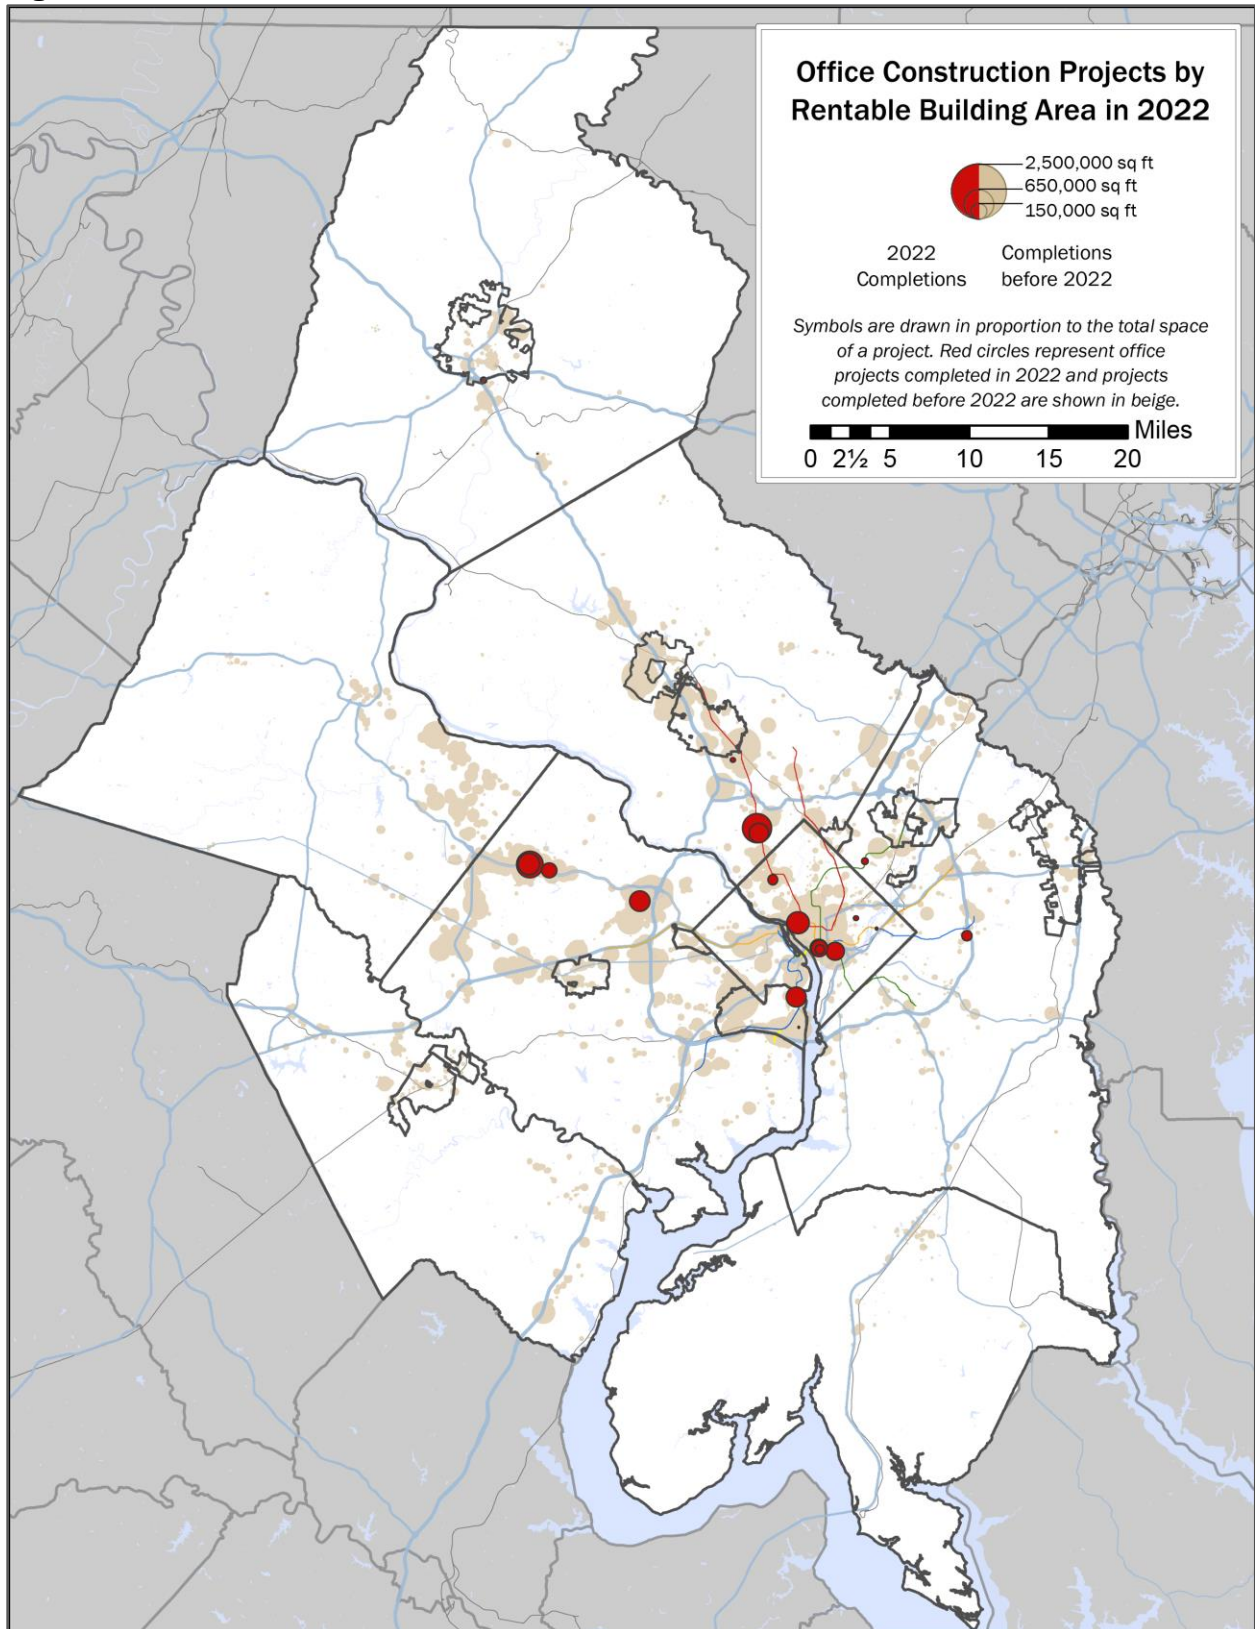 Office Construction Projects by
Rentable Building Area in 2022
2,500,000 sq ft
650,000 sq ft
150,000 sq ft
2022
Completions
Completions
before 2022
Symbols are drawn in proportion to the total space
of a project. Red circles represent office
projects completed in 2022 and projects
completed before 2022 are shown in beige.
Miles
0 2½ 5 10 15 20